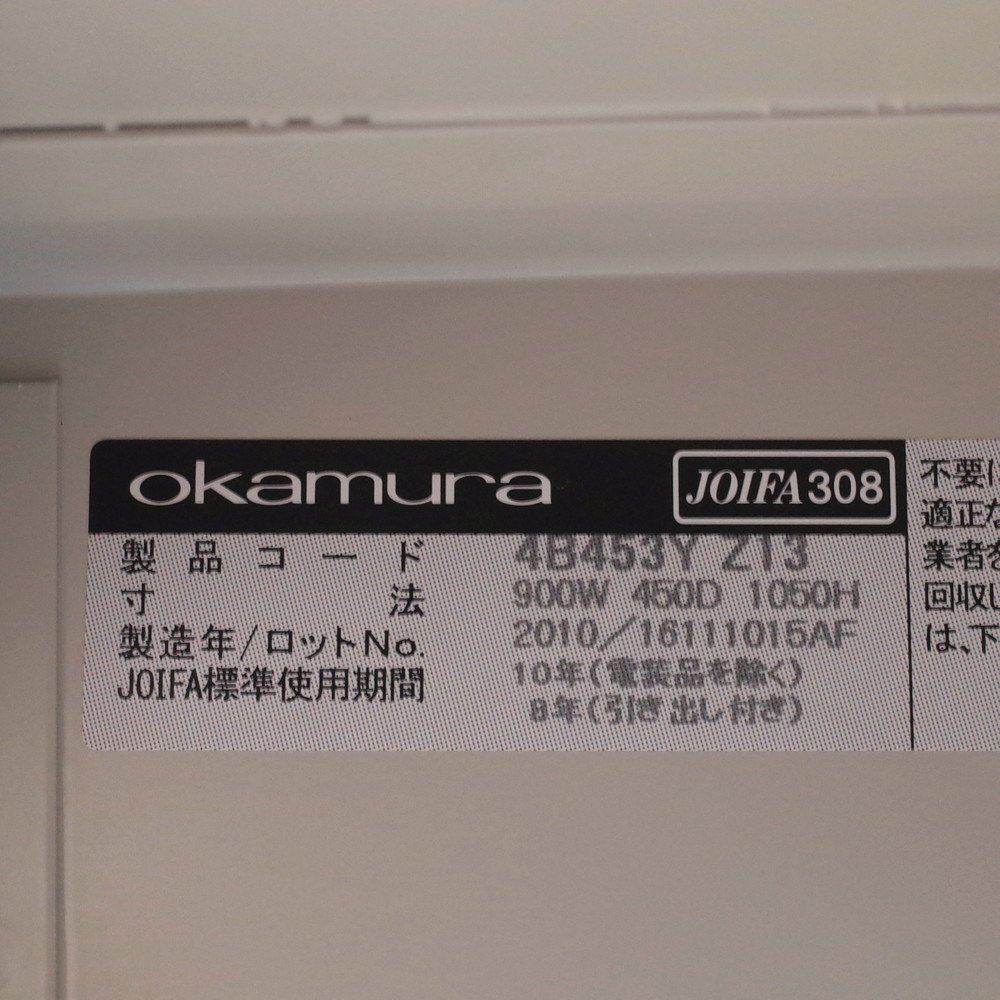 okamura JOIFA308
製品コード 4B453Y Z13
寸法 900W 450D 1050H
製造年/ロットNo. 2010/16111015AF
JOIFA標準使用期間 10年(電装品を除く)
8年(引き出し付き)
不要に
適正な
業者を
回収し
は、下